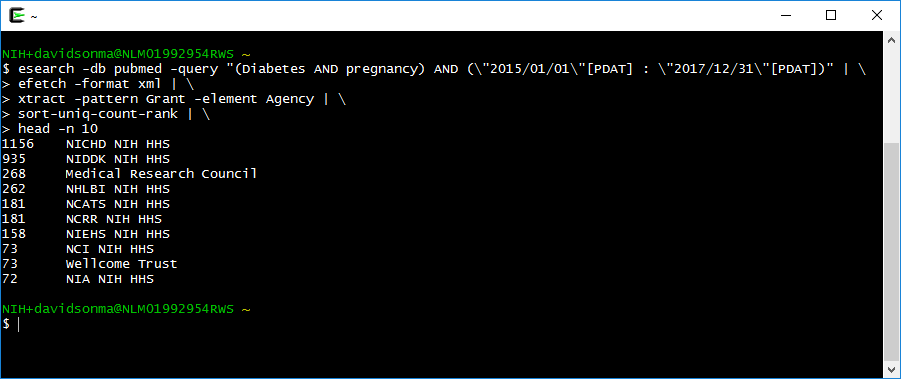 ~
NIH+davidsonma@NLM01992954RWS ~
$ esearch -db pubmed -query "(Diabetes AND pregnancy) AND (\"2015/01/01\"[PDAT] : \"2017/12/31\"[PDAT])" | \
> efetch -format xml | \
> xtract -pattern Grant -element Agency | \
> sort-uniq-count-rank | \
> head -n 10
1156    NICHD NIH HHS
935     NIDDK NIH HHS
268     Medical Research Council
262     NHLBI NIH HHS
181     NCATS NIH HHS
181     NCRR NIH HHS
158     NIEHS NIH HHS
73      NCI NIH HHS
73      Wellcome Trust
72      NIA NIH HHS
NIH+davidsonma@NLM01992954RWS ~
$